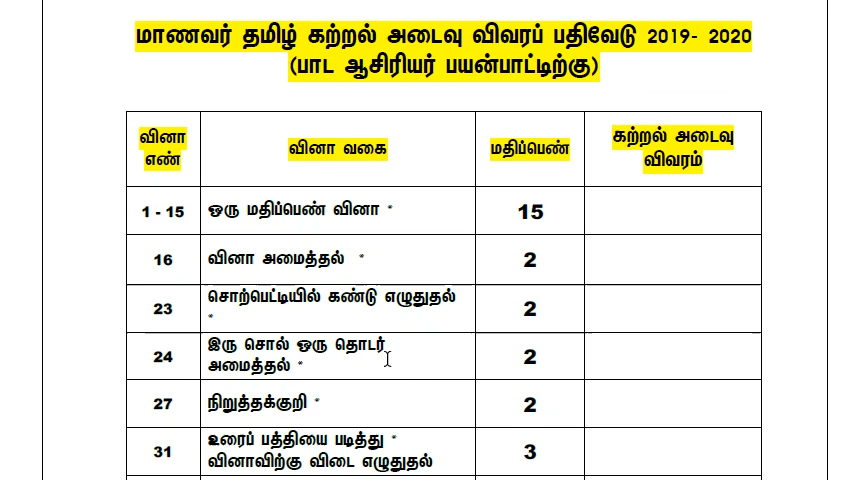 மாணவர் தமிழ் கற்றல் அடைவு விவரப் பதிவேடு 2019- 2020
(பாட ஆசிரியர் பயன்பாட்டிற்கு)
வினா எண்
வினா வகை
மதிப்பெண்
கற்றல் அடைவு விவரம்
1 - 15 ஒரு மதிப்பெண் வினா * 15
16 வினா அமைத்தல் * 2
23 சொற்பெட்டியில் கண்டு எழுதுதல் * 2
24 இரு சொல் ஒரு தொடர் அமைத்தல் * 2
27 நிறுத்தக்குறி * 2
31 உரைப் பத்தியை படித்து * வினாவிற்கு விடை எழுதுதல் 3